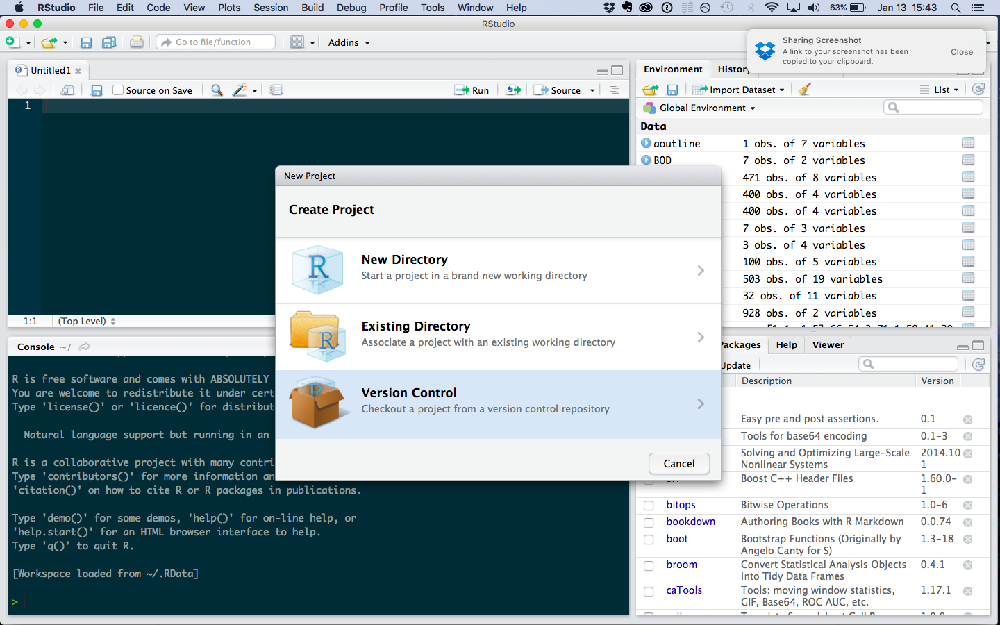 RStudio File Edit Code View Plots Session Build Debug Profile Tools Window Help 63% Jan 13 15:43
RStudio
Go to file/function Addins
Sharing Screenshot
A link to your screenshot has been
copied to your clipboard.
Close
Untitled1
Source on Save Run Source
1
1:1 (Top Level)
Environment History
Import Dataset List
Global Environment
Data
aoutline 1 obs. of 7 variables
BOD 7 obs. of 2 variables
471 obs. of 8 variables
400 obs. of 4 variables
400 obs. of 4 variables
7 obs. of 3 variables
3 obs. of 4 variables
100 obs. of 5 variables
503 obs. of 19 variables
32 obs. of 11 variables
928 obs. of 2 variables
New Project
Create Project
New Directory
Start a project in a brand new working directory
Existing Directory
Associate a project with an existing working directory
Version Control
Checkout a project from a version control repository
Cancel
Console ~/
R is free software and comes with ABSOLUTELY
You are welcome to redistribute it under cert
Type 'license()' or 'licence()' for distribut
Natural language support but running in an
R is a collaborative project with many contri
Type 'contributors()' for more information an
'citation()' on how to cite R or R packages in publications.
Type 'demo()' for some demos, 'help()' for on-line help, or
'help.start()' for an HTML browser interface to help.
Type 'q()' to quit R.
[Workspace loaded from ~/.RData]
>
Packages Help Viewer
Update
Description Version
Easy pre and post assertions. 0.1
Tools for base64 encoding 0.1-3
Solving and Optimizing Large-Scale 2014.10
Nonlinear Systems 1
Boost C++ Header Files 1.60.0-
1
bitops Bitwise Operations 1.0-6
bookdown Authoring Books with R Markdown 0.0.74
boot Bootstrap Functions (Originally by 1.3-18
Angelo Canty for S)
broom Convert Statistical Analysis Objects 0.4.1
into Tidy Data Frames
caTools Tools: moving window statistics, 1.17.1
GIF, Base64, ROC AUC, etc.